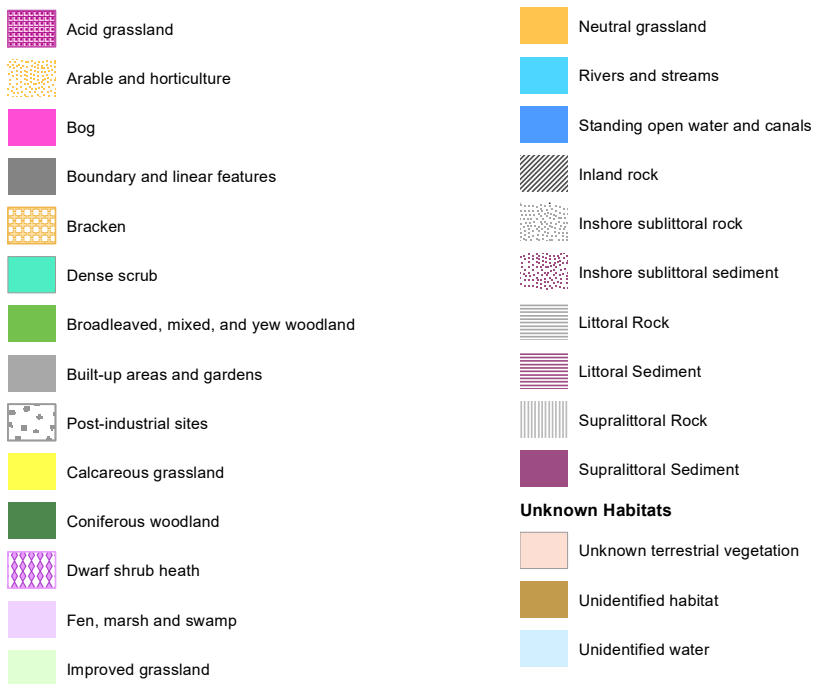 Acid grassland
Arable and horticulture
Bog
Boundary and linear features
Bracken
Dense scrub
Broadleaved, mixed, and yew woodland
Built-up areas and gardens
Post-industrial sites
Calcareous grassland
Coniferous woodland
Dwarf shrub heath
Fen, marsh and swamp
Improved grassland
Neutral grassland
Rivers and streams
Standing open water and canals
Inland rock
Inshore sublittoral rock
Inshore sublittoral sediment
Littoral Rock
Littoral Sediment
Supralittoral Rock
Supralittoral Sediment
Unknown Habitats
Unknown terrestrial vegetation
Unidentified habitat
Unidentified water